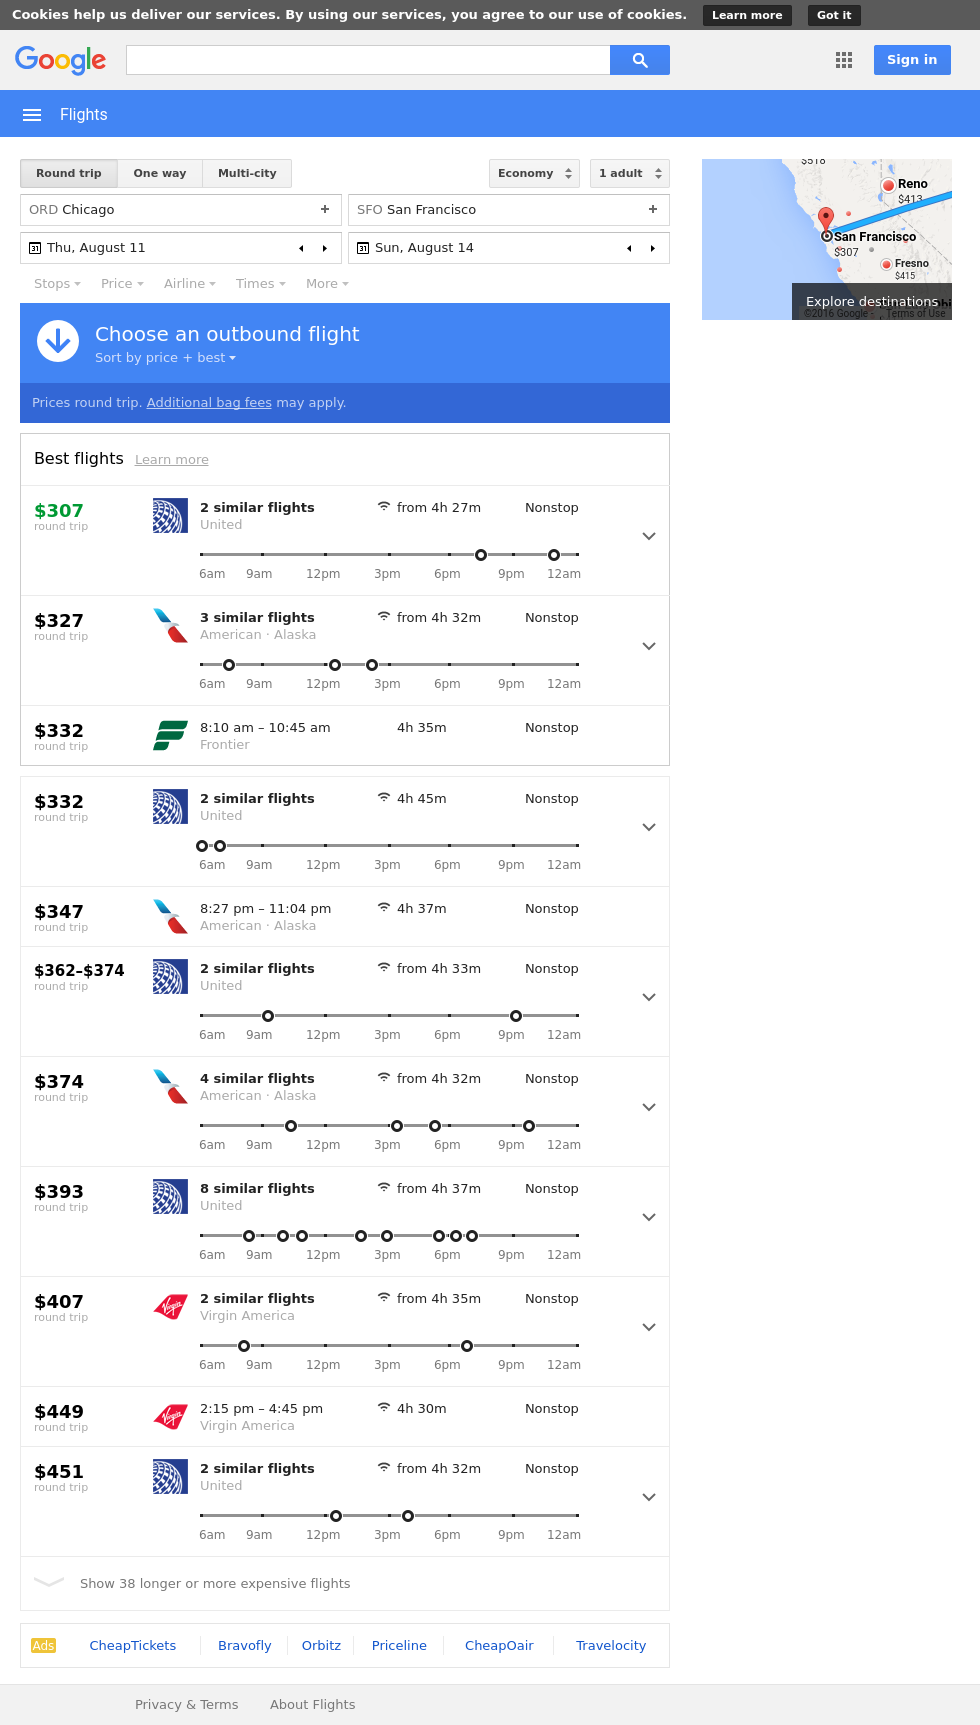 Cookies help us deliver our services. By using our services, you agree to our use of cookies. Learn more Got it
Google Sign in
Flights
Round trip One way Multi-city Economy 1 adult
ORD Chicago + SFO San Francisco +
31 Thu, August 11 31 Sun, August 14
Stops Price Airline Times More
Choose an outbound flight
Sort by price + best
Prices round trip. Additional bag fees may apply.
$518
Reno
$413
San Francisco
$307
Fresno
$415
Explore destinations
©2016 Google Terms of Use
Best flights Learn more
$307 2 similar flights from 4h 27m Nonstop
round trip United
6am 9am 12pm 3pm 6pm 9pm 12am
$327 3 similar flights from 4h 32m Nonstop
round trip American · Alaska
6am 9am 12pm 3pm 6pm 9pm 12am
$332 8:10 am – 10:45 am 4h 35m Nonstop
round trip Frontier
$332 2 similar flights 4h 45m Nonstop
round trip United
6am 9am 12pm 3pm 6pm 9pm 12am
$347 8:27 pm – 11:04 pm 4h 37m Nonstop
round trip American · Alaska
$362–$374 2 similar flights from 4h 33m Nonstop
round trip United
6am 9am 12pm 3pm 6pm 9pm 12am
$374 4 similar flights from 4h 32m Nonstop
round trip American · Alaska
6am 9am 12pm 3pm 6pm 9pm 12am
$393 8 similar flights from 4h 37m Nonstop
round trip United
6am 9am 12pm 3pm 6pm 9pm 12am
$407 Virgin 2 similar flights from 4h 35m Nonstop
round trip Virgin America
6am 9am 12pm 3pm 6pm 9pm 12am
$449 Virgin 2:15 pm – 4:45 pm 4h 30m Nonstop
round trip Virgin America
$451 2 similar flights from 4h 32m Nonstop
round trip United
6am 9am 12pm 3pm 6pm 9pm 12am
Show 38 longer or more expensive flights
Ads CheapTickets Bravofly Orbitz Priceline CheapOair Travelocity
Privacy & Terms About Flights